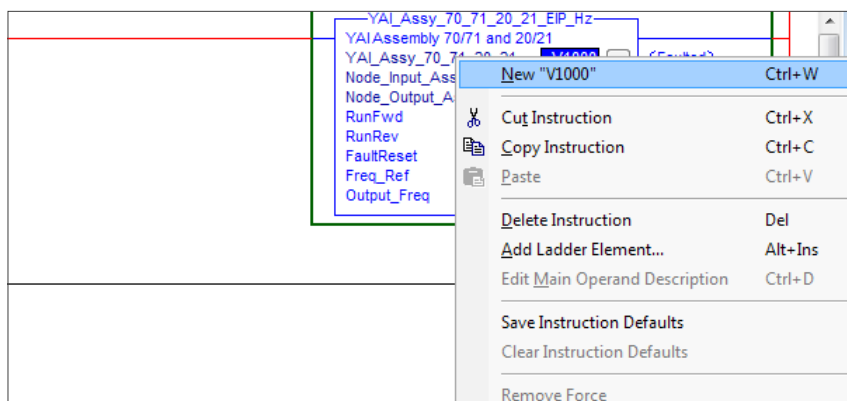 YAI_Assy_70_71_20_21_EIP_Hz
YAI Assembly 70/71 and 20/21
YAI_Assy_70_71_20_21 V1000
(Faulted)
Node_Input_Ass
Node_Output_A
RunFwd
RunRev
FaultReset
Freq_Ref
Output_Freq
New "V1000" Ctrl+W
Cut Instruction Ctrl+X
Copy Instruction Ctrl+C
Paste Ctrl+V
Delete Instruction Del
Add Ladder Element... Alt+Ins
Edit Main Operand Description Ctrl+D
Save Instruction Defaults
Clear Instruction Defaults
Remove Force